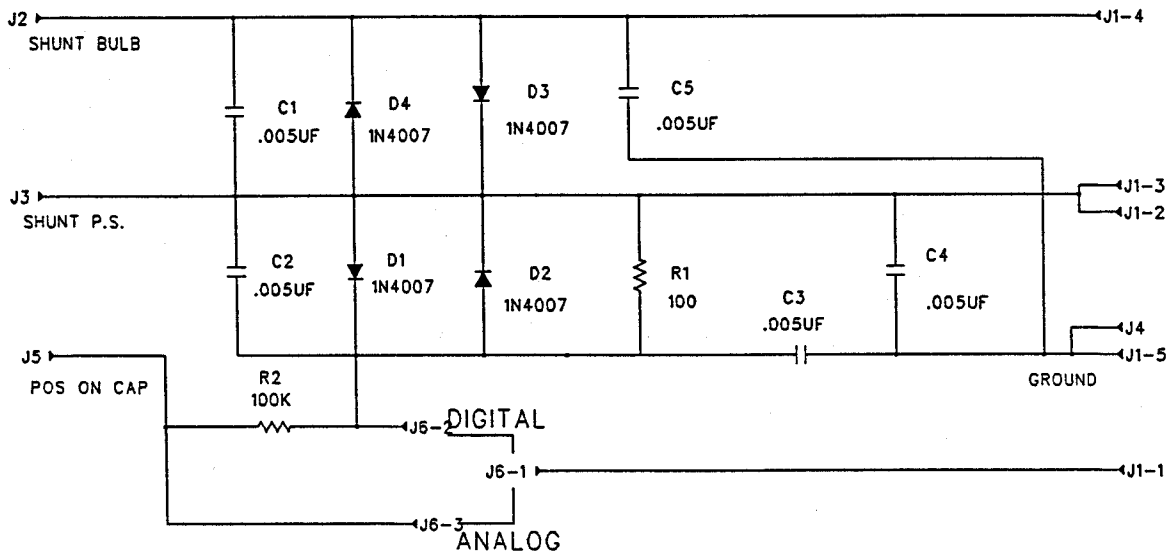 J2
SHUNT BULB
J1-4
C1
.005UF
D4
1N4007
D3
1N4007
C5
.005UF
J3
SHUNT P.S.
J1-3
J1-2
C2
.005UF
D1
1N4007
D2
1N4007
R1
100
C3
.005UF
C4
.005UF
J4
J5
POS ON CAP
J1-5
GROUND
R2
100K
J6-2
DIGITAL
J6-1
J1-1
J6-3
ANALOG